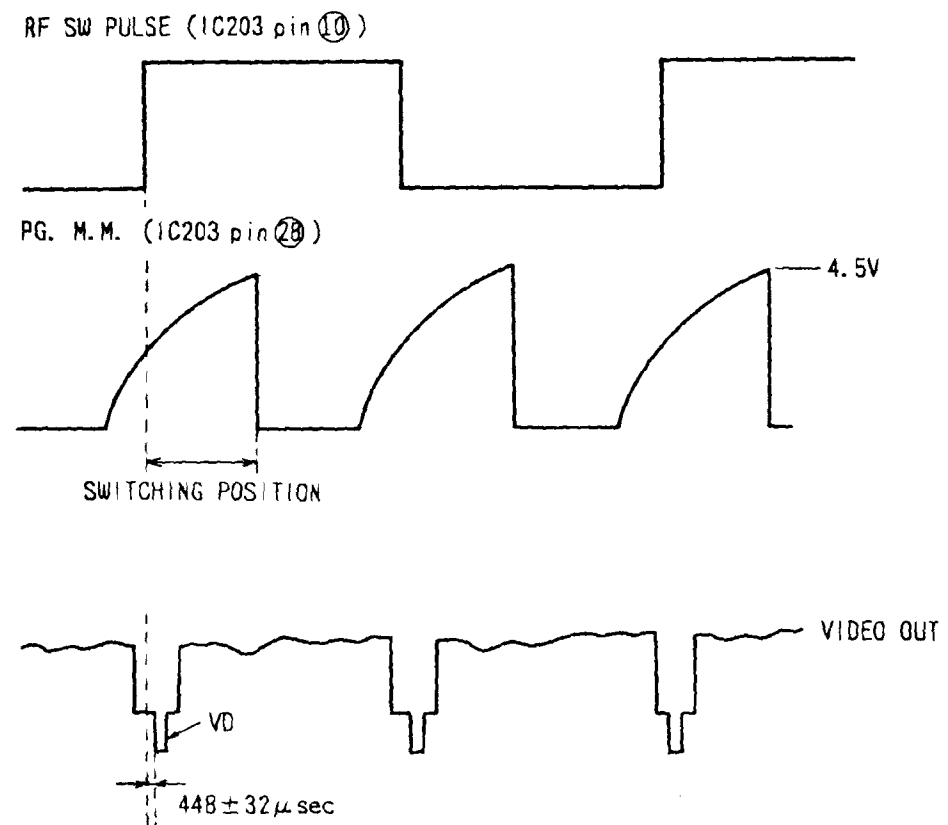 RF SW PULSE (IC203 pin ⑩)
PG. M.M. (IC203 pin ㉘)
4.5V
SWITCHING POSITION
VIDEO OUT
VD
448±32μsec